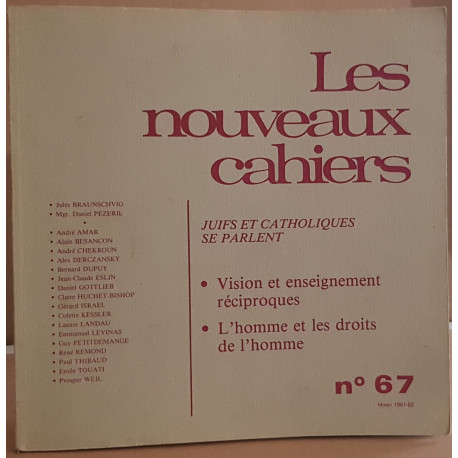 Les
nouveaux
cahiers
• Jules BRAUNSCHVIG
• Mgr. Daniel PEZERIL
•
• André AMAR
• Alain BESANCON
• André CHEKROUN
• Alex DERCZANSKY
• Bernard DUPUY
• Jean-Claude ESLIN
• Daniel GOTTLIEB
• Claire HUCHET-BISHOP
• Gérard ISRAEL
• Colette KESSLER
• Lazare LANDAU
• Emmanuel LEVINAS
• Guy PETITDEMANGE
• René REMOND
• Paul THIBAUD
• Emile TOUATI
• Prosper WEIL
JUIFS ET CATHOLIQUES
SE PARLENT
• Vision et enseignement
réciproques
• L'homme et les droits
de l'homme
nº 67
Hiver 1981-82